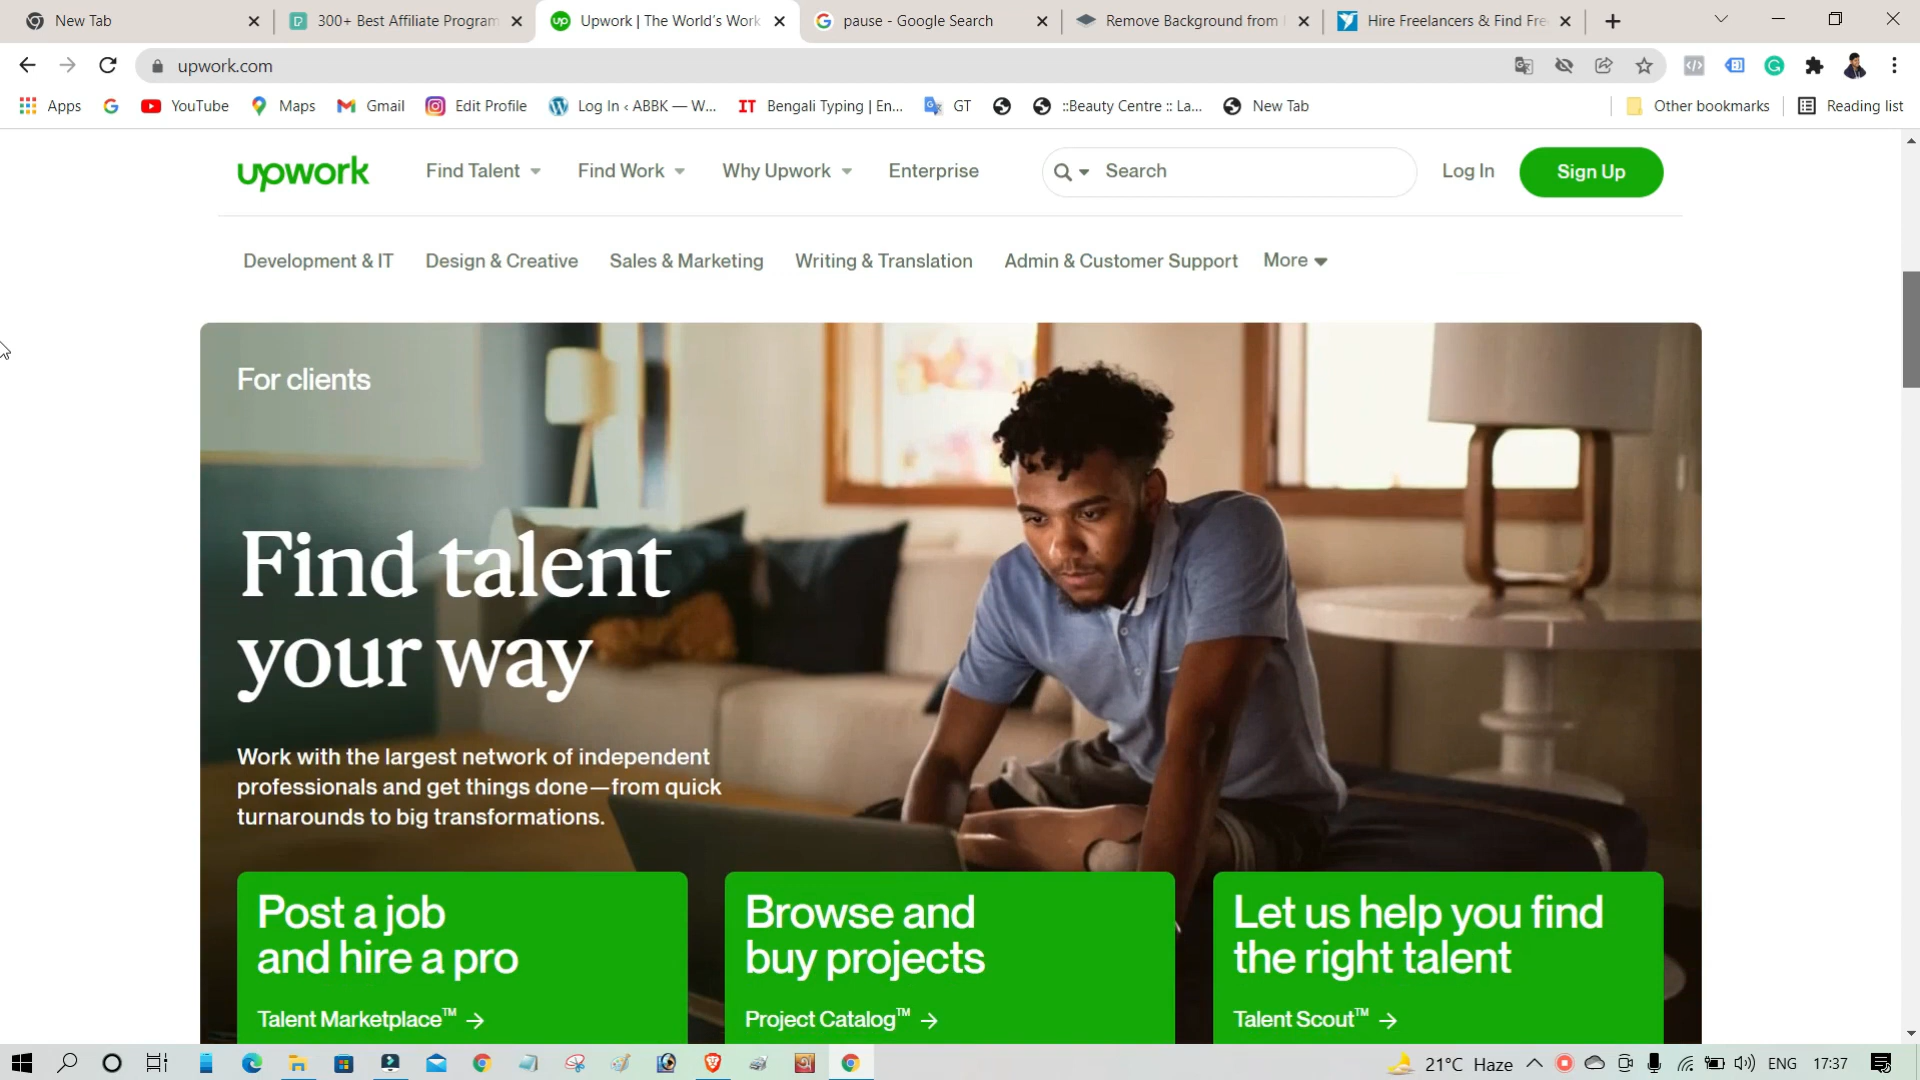 New Tab
300+ Best Affiliate Program
Upwork | The World's Work
pause - Google Search
Remove Background from
Hire Freelancers & Find Fre
upwork.com
Apps
YouTube
Maps
Gmail
Edit Profile
Log In ‹ ABBK — W...
Bengali Typing | En...
GT
::Beauty Centre :: La...
New Tab
Other bookmarks
Reading list
upwork
Find Talent
Find Work
Why Upwork
Enterprise
Search
Log In
Sign Up
Development & IT
Design & Creative
Sales & Marketing
Writing & Translation
Admin & Customer Support
More
For clients
Find talent
your way
Work with the largest network of independent
professionals and get things done—from quick
turnarounds to big transformations.
Post a job
and hire a pro
Talent Marketplace™ →
Browse and
buy projects
Project Catalog™ →
Let us help you find
the right talent
Talent Scout™ →
21°C Haze
ENG
17:37